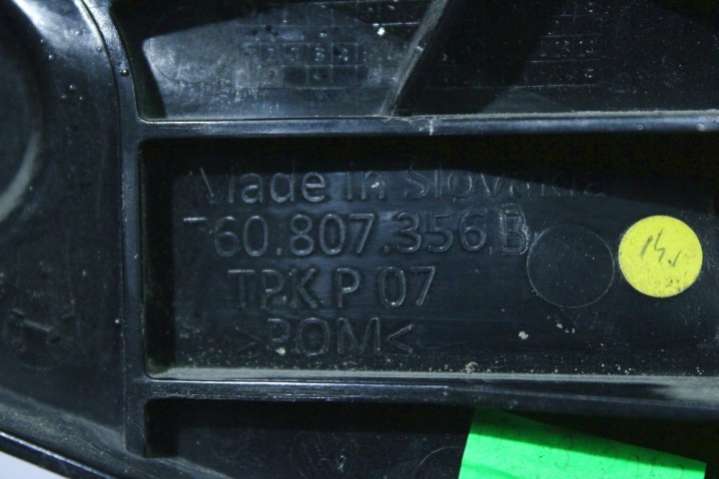 Made in Slovakia
760.807.356.B
TPK P 07
>POM<